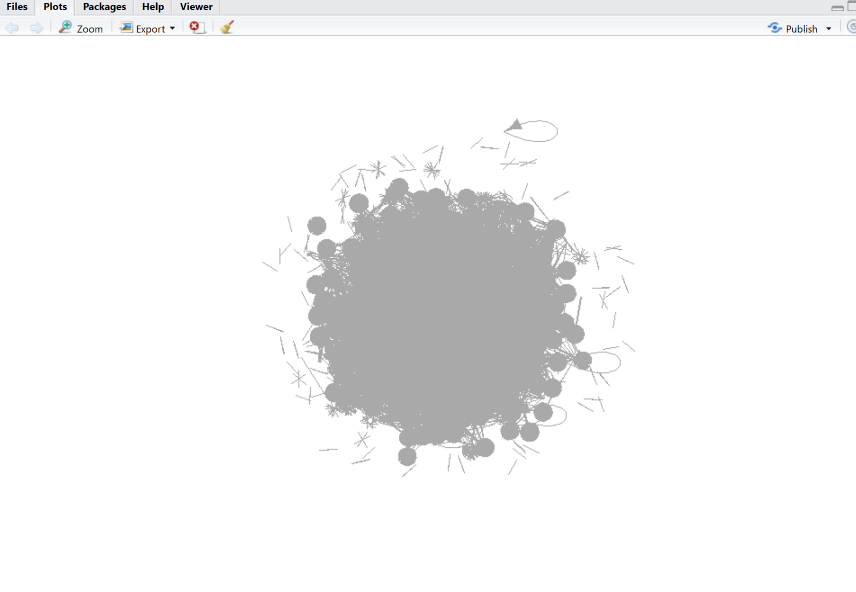 Files Plots Packages Help Viewer
Zoom Export Publish